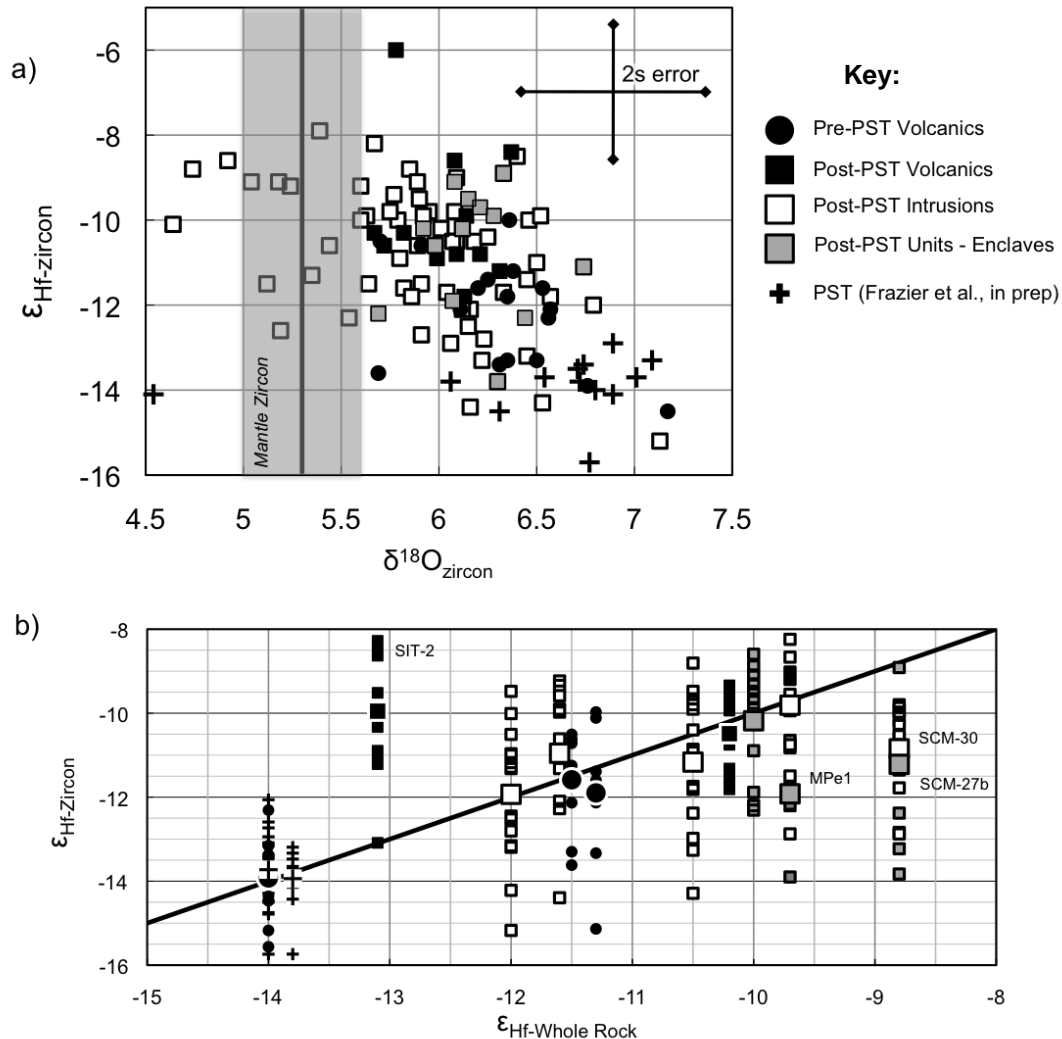 a)
εHf-zircon
-6
-8
-10
-12
-14
-16
2s error
Mantle Zircon
4.5 5 5.5 6 6.5 7 7.5
δ¹⁸Ozircon
Key:
Pre-PST Volcanics
Post-PST Volcanics
Post-PST Intrusions
Post-PST Units - Enclaves
PST (Frazier et al., in prep)
b)
εHf-Zircon
-8
-10
-12
-14
-16
SIT-2
SCM-30
MPe1
SCM-27b
-15 -14 -13 -12 -11 -10 -9 -8
εHf-Whole Rock